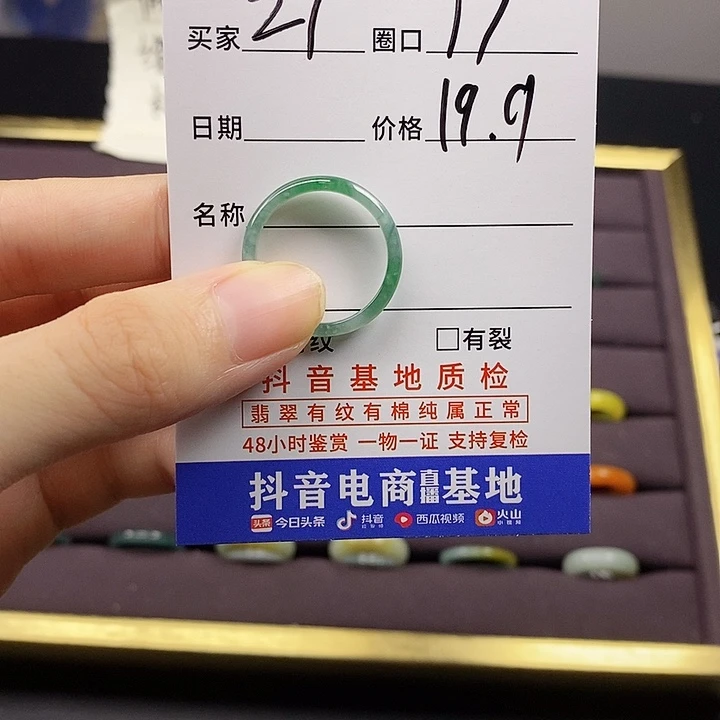 买家 21 圈口 17
日期 价格 19.9
名称
纹 □有裂
抖音基地质检
翡翠有纹有棉纯属正常
48小时鉴赏 一物一证 支持复检
抖音电商直播基地
头条 今日头条 抖音 西瓜视频 火山